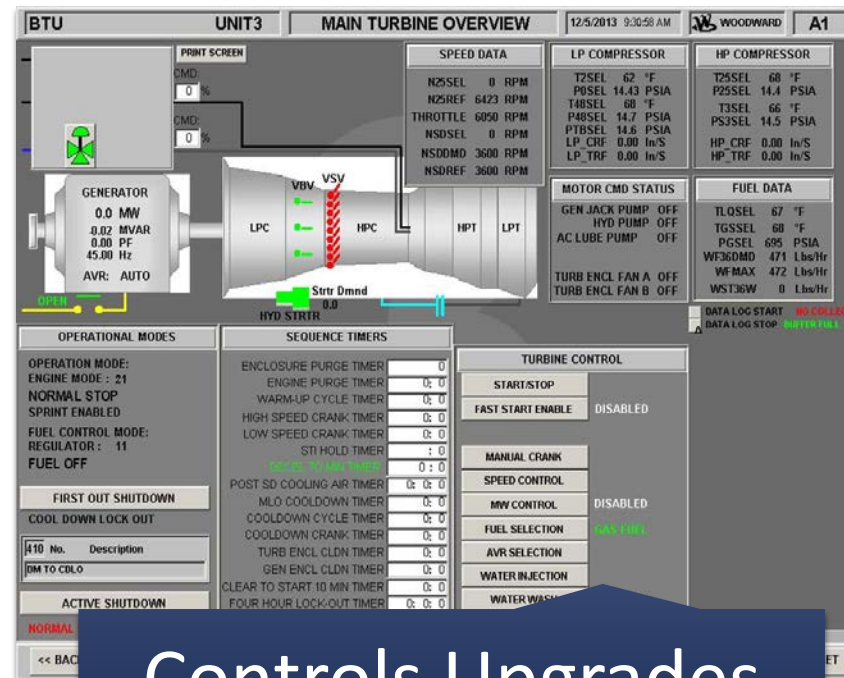 BTU UNIT3 MAIN TURBINE OVERVIEW 12/5/2013 9:30:58 AM WOODWARD A1
PRINT SCREEN
CMD:
0 %
CMD:
0 %
SPEED DATA
N25SEL 0 RPM
N25REF 6423 RPM
THROTTLE 6050 RPM
NSDSEL 0 RPM
NSDDMD 3600 RPM
NSDREF 3600 RPM
LP COMPRESSOR
T2SEL 62 °F
P0SEL 14.43 PSIA
T48SEL 68 °F
P48SEL 14.7 PSIA
PTBSEL 14.6 PSIA
LP_CRF 0.00 In/S
LP_TRF 0.00 In/S
HP COMPRESSOR
T25SEL 68 °F
P25SEL 14.4 PSIA
T3SEL 66 °F
PS3SEL 14.5 PSIA
HP_CRF 0.00 In/S
HP_TRF 0.00 In/S
GENERATOR
0.0 MW
-0.02 MVAR
0.00 PF
45.00 Hz
AVR: AUTO
OPEN
VBV VSV
LPC HPC HPT LPT
Strtr Dmnd
0.0
HYD STRTR
MOTOR CMD STATUS
GEN JACK PUMP OFF
HYD PUMP OFF
AC LUBE PUMP OFF
TURB ENCL FAN A OFF
TURB ENCL FAN B OFF
FUEL DATA
TLQSEL 67 °F
TGSSEL 68 °F
PGSEL 695 PSIA
WF36DMD 471 Lbs/Hr
WFMAX 472 Lbs/Hr
WST36W 0 Lbs/Hr
DATA LOG START NO COLLE
DATA LOG STOP BUFFER FULL
OPERATIONAL MODES
OPERATION MODE:
ENGINE MODE : 21
NORMAL STOP
SPRINT ENABLED
FUEL CONTROL MODE:
REGULATOR : 11
FUEL OFF
FIRST OUT SHUTDOWN
COOL DOWN LOCK OUT
410 No. Description
DM TO CDLO
ACTIVE SHUTDOWN
NORMAL
SEQUENCE TIMERS
ENCLOSURE PURGE TIMER 0
ENGINE PURGE TIMER 0: 0
WARM-UP CYCLE TIMER 0: 0
HIGH SPEED CRANK TIMER 0: 0
LOW SPEED CRANK TIMER 0: 0
STI HOLD TIMER : 0
DECEL TO MIN TIMER 0 : 0
POST SD COOLING AIR TIMER 0: 0: 0
MLO COOLDOWN TIMER 0: 0
COOLDOWN CYCLE TIMER 0: 0
COOLDOWN CRANK TIMER 0: 0
TURB ENCL CLDN TIMER 0: 0
GEN ENCL CLDN TIMER 0: 0
CLEAR TO START 10 MIN TIMER 0: 0
FOUR HOUR LOCK-OUT TIMER 0: 0: 0
TURBINE CONTROL
START/STOP
FAST START ENABLE DISABLED
MANUAL CRANK
SPEED CONTROL
MW CONTROL DISABLED
FUEL SELECTION GAS FUEL
AVR SELECTION
WATER INJECTION
WATER WASH
<< BAC
ET
Controls Upgrades